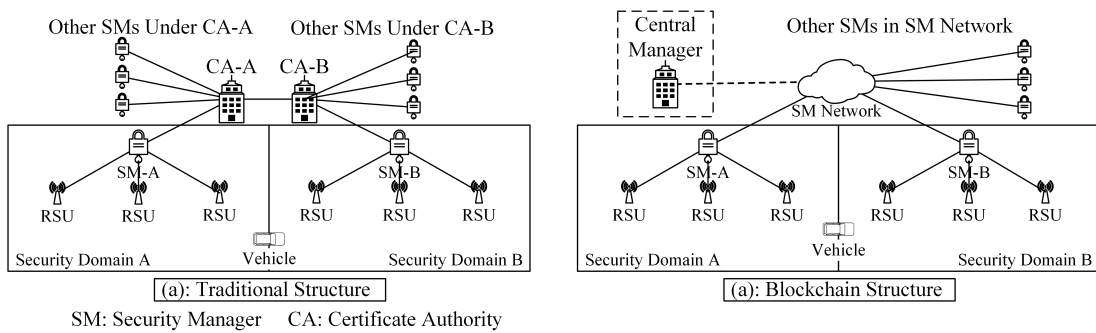 Other SMs Under CA-A
Other SMs Under CA-B
CA-A
CA-B
SM-A
SM-B
RSU
RSU
RSU
RSU
RSU
RSU
Security Domain A
Vehicle
Security Domain B
(a): Traditional Structure
SM: Security Manager
CA: Certificate Authority
Central
Manager
Other SMs in SM Network
SM Network
SM-A
SM-B
RSU
RSU
RSU
RSU
RSU
RSU
Security Domain A
Vehicle
Security Domain B
(a): Blockchain Structure